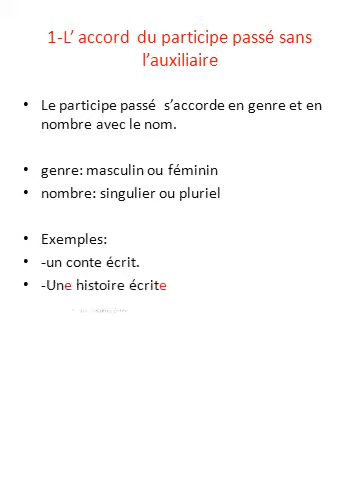 1-L’ accord du participe passé sans
l’auxiliaire
• Le participe passé s’accorde en genre et en
nombre avec le nom.
• genre: masculin ou féminin
• nombre: singulier ou pluriel
• Exemples:
• -un conte écrit.
• -Une histoire écrite